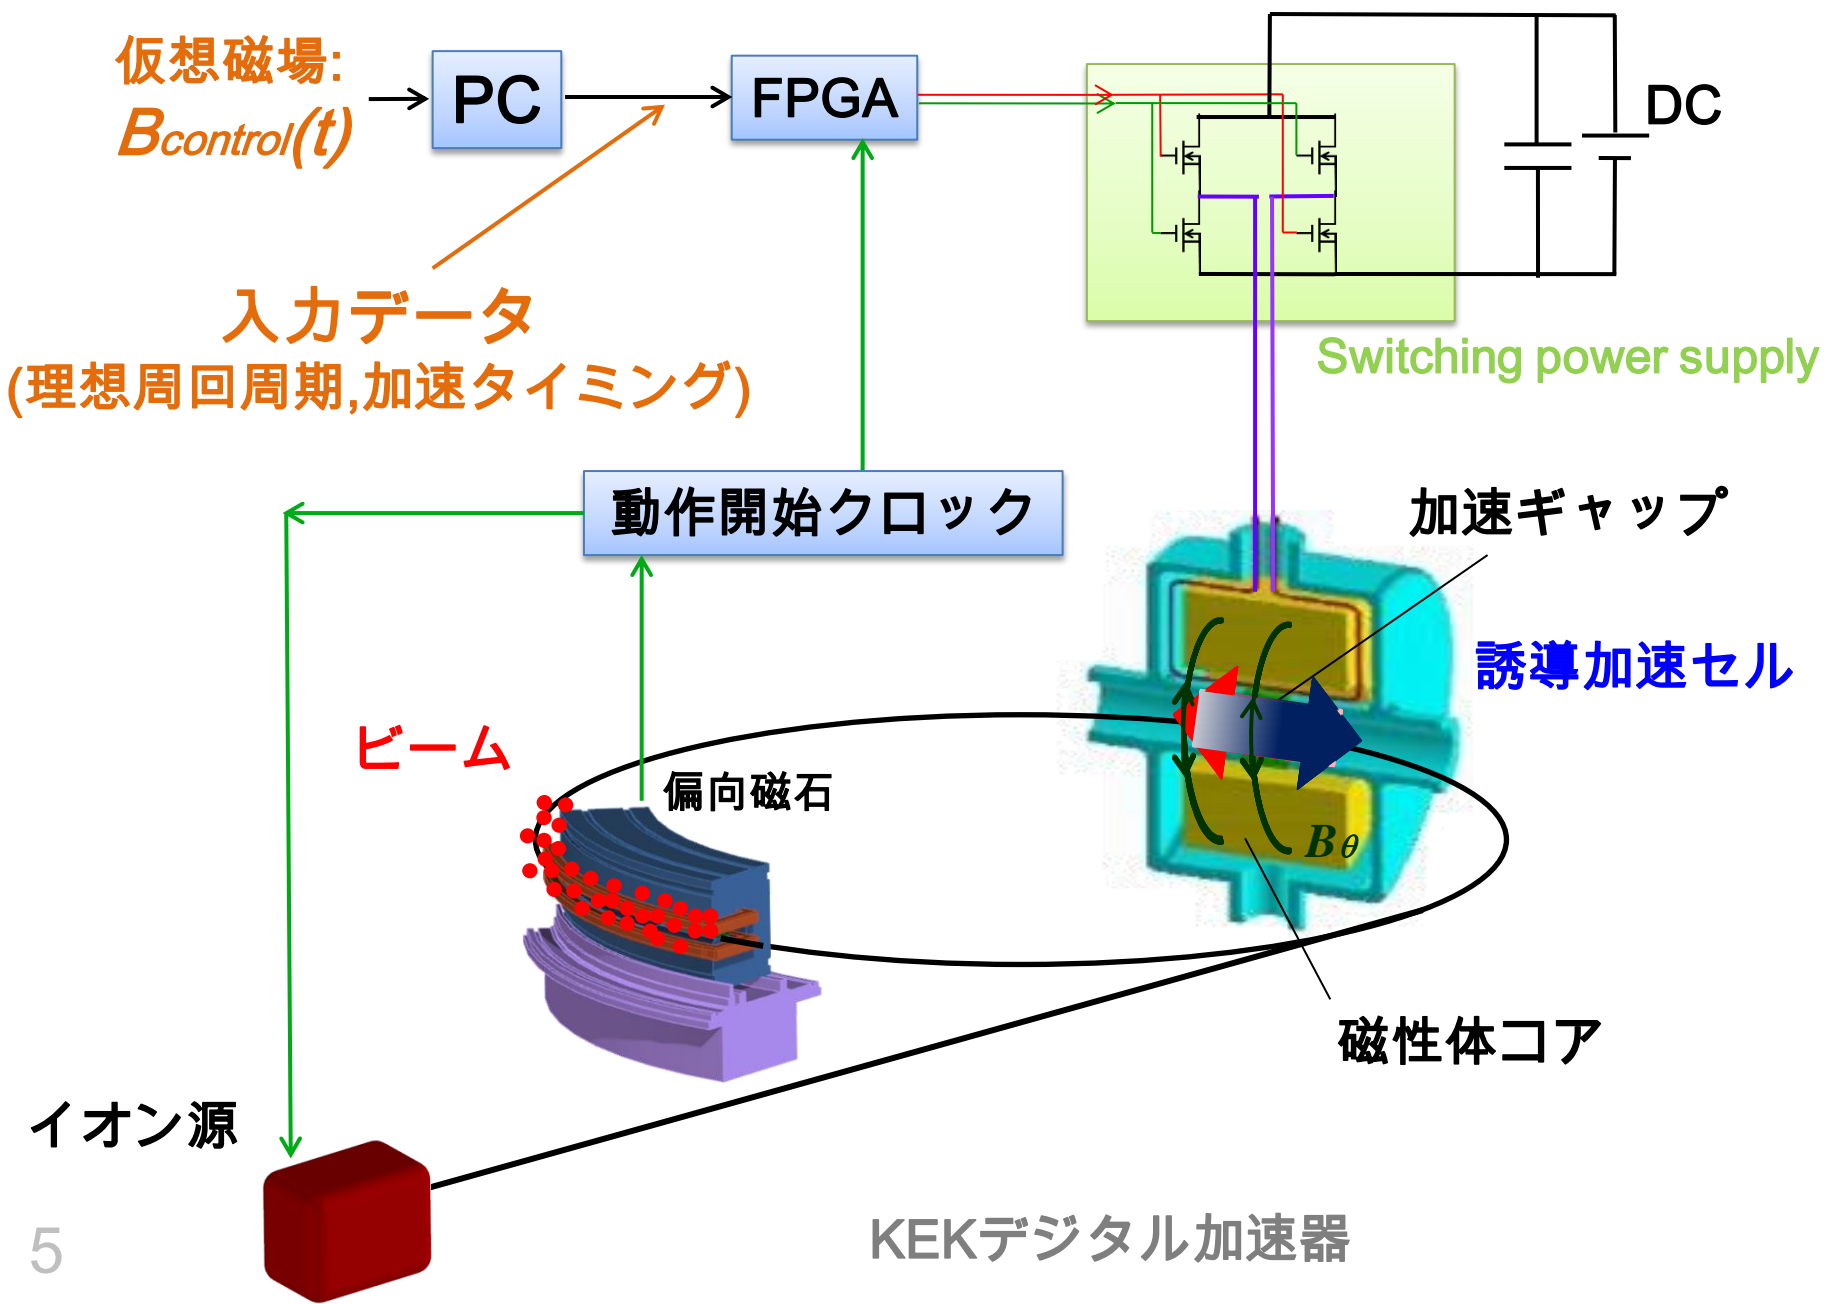 仮想磁場:
Bcontrol(t)
PC
FPGA
DC
入力データ
(理想周回周期,加速タイミング)
Switching power supply
動作開始クロック
加速ギャップ
誘導加速セル
ビーム
偏向磁石
Bθ
磁性体コア
イオン源
KEKデジタル加速器
5